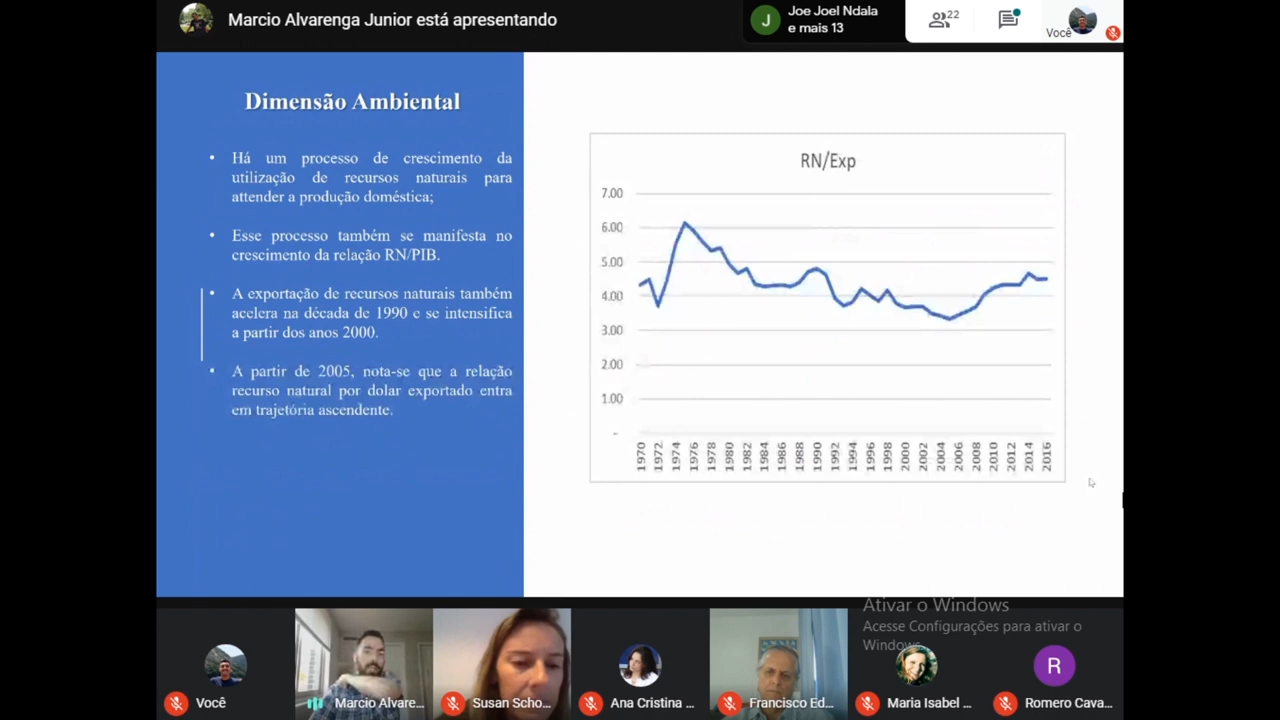 Marcio Alvarenga Junior está apresentando
J
Joe Joel Ndala
e mais 13
22
Você
Dimensão Ambiental
• Há um processo de crescimento da
utilização de recursos naturais para
attender a produção doméstica;
• Esse processo também se manifesta no
crescimento da relação RN/PIB.
• A exportação de recursos naturais também
acelera na década de 1990 e se intensifica
a partir dos anos 2000.
• A partir de 2005, nota-se que a relação
recurso natural por dolar exportado entra
em trajetória ascendente.
RN/Exp
7.00
6.00
5.00
4.00
3.00
2.00
1.00
-
1970 1972 1974 1976 1978 1980 1982 1984 1986 1988 1990 1992 1994 1996 1998 2000 2002 2004 2006 2008 2010 2012 2014 2016
Ativar o Windows
Acesse Configurações para ativar o
Windows.
R
Você
Marcio Alvare...
Susan Scho...
Ana Cristina ...
Francisco Ed...
Maria Isabel ...
Romero Cava...